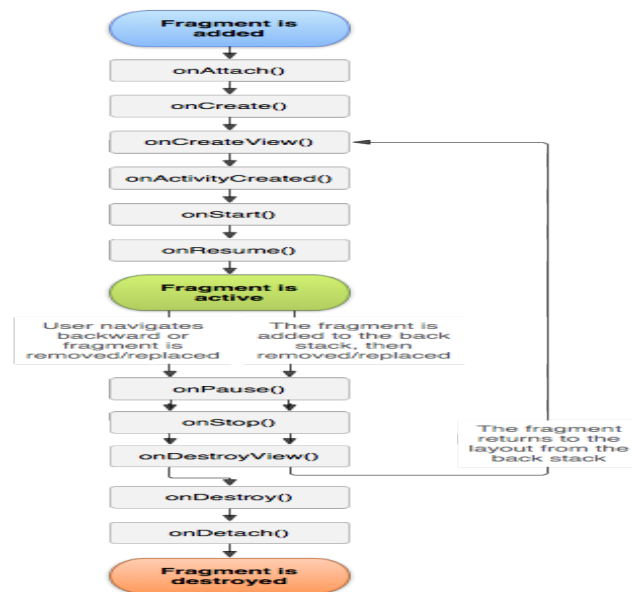 Fragment is
added
onAttach()
onCreate()
onCreateView()
onActivityCreated()
onStart()
onResume()
Fragment is
active
User navigates
backward or
fragment is
removed/replaced
The fragment is
added to the back
stack, then
removed/replaced
onPause()
onStop()
onDestroyView()
The fragment
returns to the
layout from the
back stack
onDestroy()
onDetach()
Fragment is
destroyed